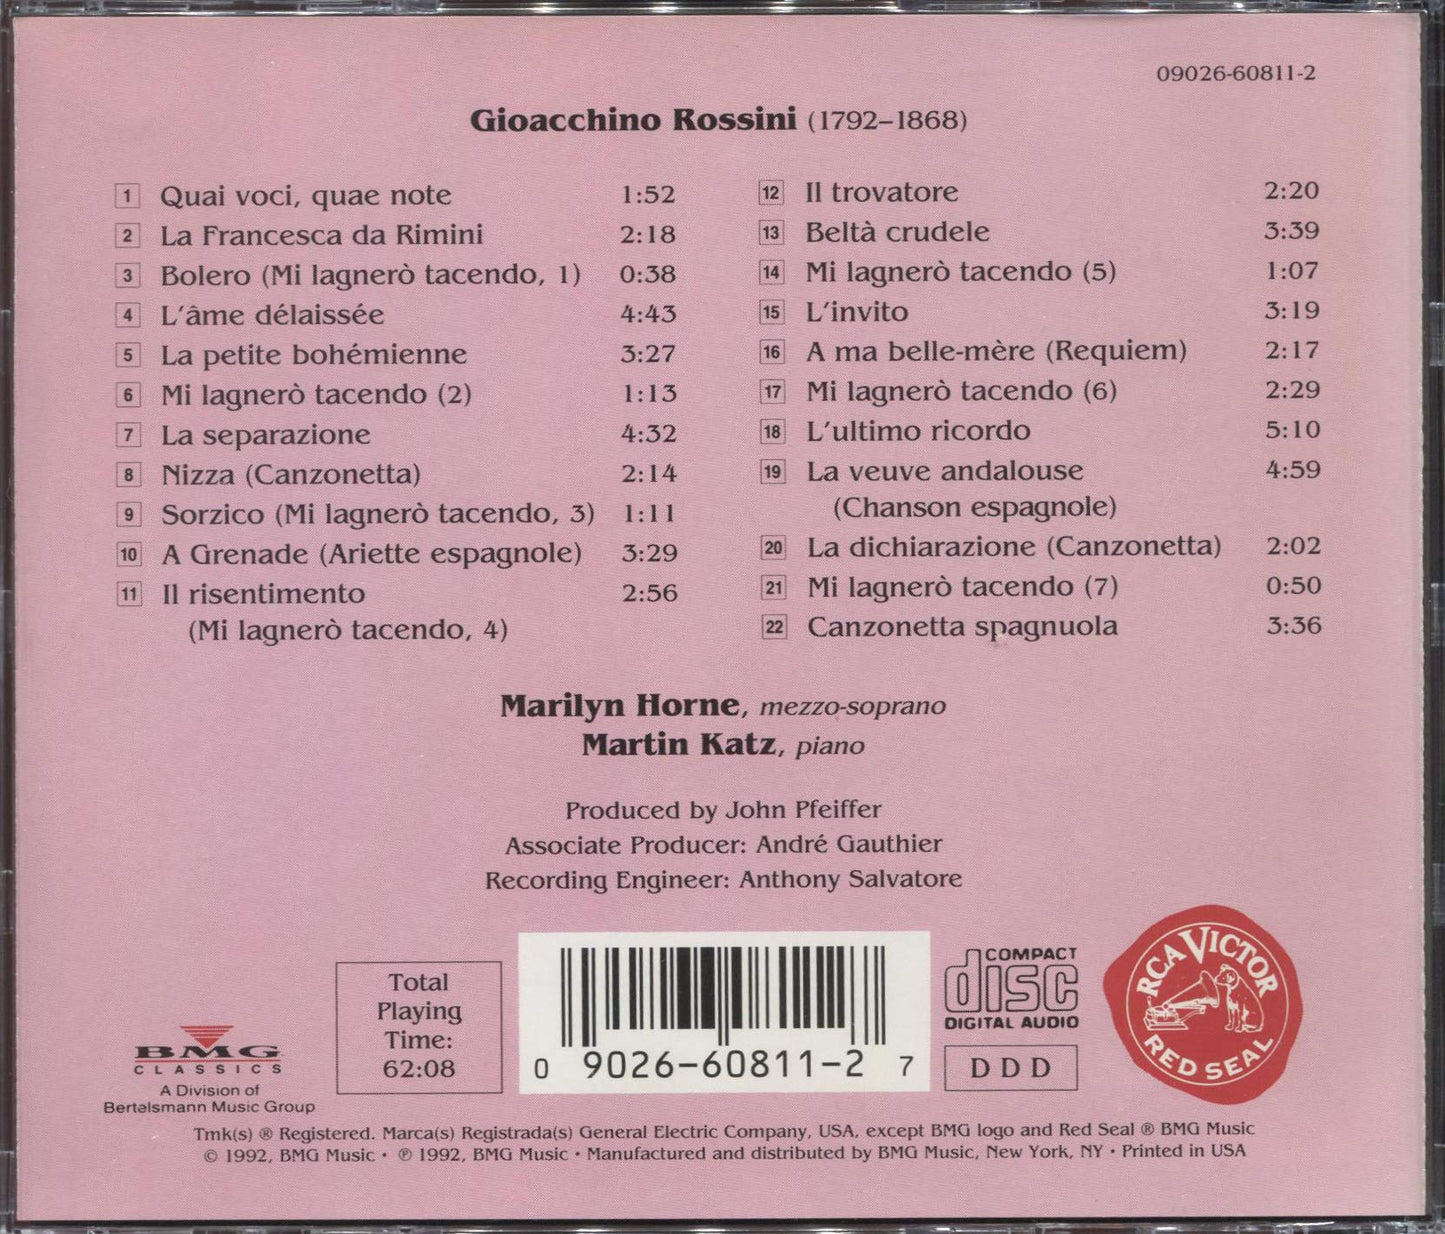 09026-60811-2
Gioacchino Rossini (1792–1868)
1 Quai voci, quae note 1:52
2 La Francesca da Rimini 2:18
3 Bolero (Mi lagnerò tacendo, 1) 0:38
4 L'âme délaissée 4:43
5 La petite bohémienne 3:27
6 Mi lagnerò tacendo (2) 1:13
7 La separazione 4:32
8 Nizza (Canzonetta) 2:14
9 Sorzico (Mi lagnerò tacendo, 3) 1:11
10 A Grenade (Ariette espagnole) 3:29
11 Il risentimento 2:56
(Mi lagnerò tacendo, 4)
12 Il trovatore 2:20
13 Beltà crudele 3:39
14 Mi lagnerò tacendo (5) 1:07
15 L'invito 3:19
16 A ma belle-mère (Requiem) 2:17
17 Mi lagnerò tacendo (6) 2:29
18 L'ultimo ricordo 5:10
19 La veuve andalouse 4:59
(Chanson espagnole)
20 La dichiarazione (Canzonetta) 2:02
21 Mi lagnerò tacendo (7) 0:50
22 Canzonetta spagnuola 3:36
Marilyn Horne, mezzo-soprano
Martin Katz, piano
Produced by John Pfeiffer
Associate Producer: André Gauthier
Recording Engineer: Anthony Salvatore
BMG
CLASSICS
A Division of
Bertelsmann Music Group
Total
Playing
Time:
62:08
0 9026-60811-2 7
COMPACT
disc
DIGITAL AUDIO
DDD
RCA VICTOR
RED SEAL
Tmk(s) ® Registered. Marca(s) Registrada(s) General Electric Company, USA, except BMG logo and Red Seal ® BMG Music
© 1992, BMG Music • ℗ 1992, BMG Music • Manufactured and distributed by BMG Music, New York, NY • Printed in USA